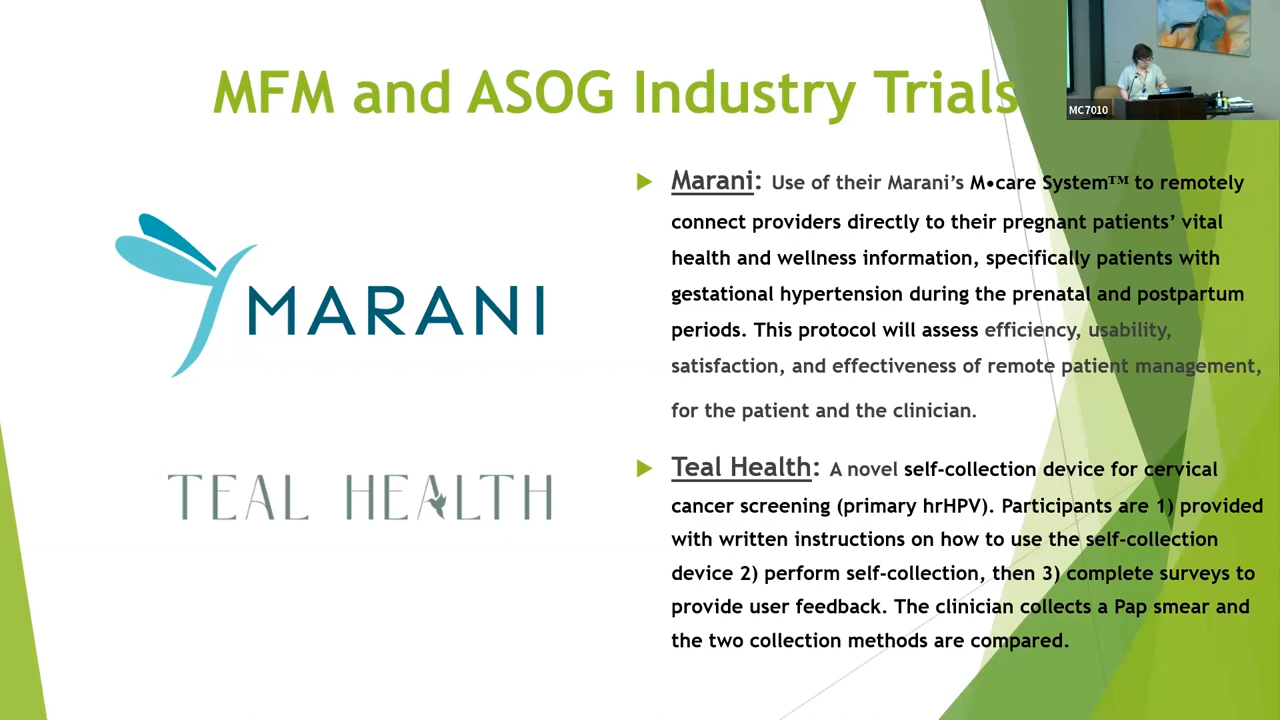 MFM and ASOG Industry Trials
MC7010
MARANI
TEAL HEALTH
Marani: Use of their Marani's M•care System™ to remotely
connect providers directly to their pregnant patients' vital
health and wellness information, specifically patients with
gestational hypertension during the prenatal and postpartum
periods. This protocol will assess efficiency, usability,
satisfaction, and effectiveness of remote patient management,
for the patient and the clinician.
Teal Health: A novel self-collection device for cervical
cancer screening (primary hrHPV). Participants are 1) provided
with written instructions on how to use the self-collection
device 2) perform self-collection, then 3) complete surveys to
provide user feedback. The clinician collects a Pap smear and
the two collection methods are compared.